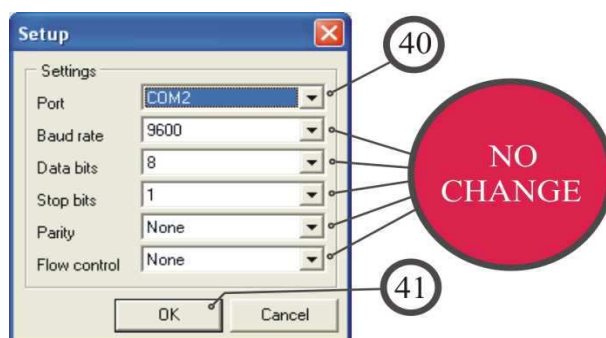 Setup
Settings
Port COM2
Baud rate 9600
Data bits 8
Stop bits 1
Parity None
Flow control None
OK Cancel
40
NO
CHANGE
41